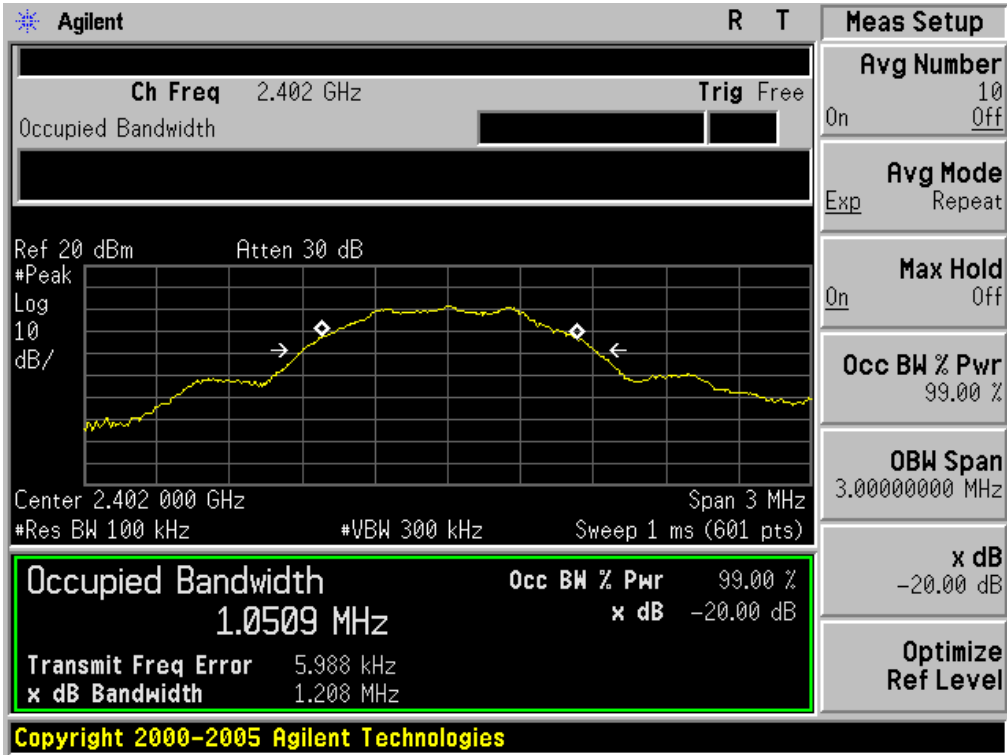 Agilent R T
Ch Freq 2.402 GHz Trig Free
Occupied Bandwidth
Ref 20 dBm Atten 30 dB
#Peak
Log
10
dB/
Center 2.402 000 GHz Span 3 MHz
#Res BW 100 kHz #VBW 300 kHz Sweep 1 ms (601 pts)
Occupied Bandwidth Occ BW % Pwr 99.00 %
1.0509 MHz x dB -20.00 dB
Transmit Freq Error 5.988 kHz
x dB Bandwidth 1.208 MHz
Copyright 2000-2005 Agilent Technologies
Meas Setup
Avg Number
10
On Off
Avg Mode
Exp Repeat
Max Hold
On Off
Occ BW % Pwr
99.00 %
OBW Span
3.00000000 MHz
x dB
-20.00 dB
Optimize
Ref Level